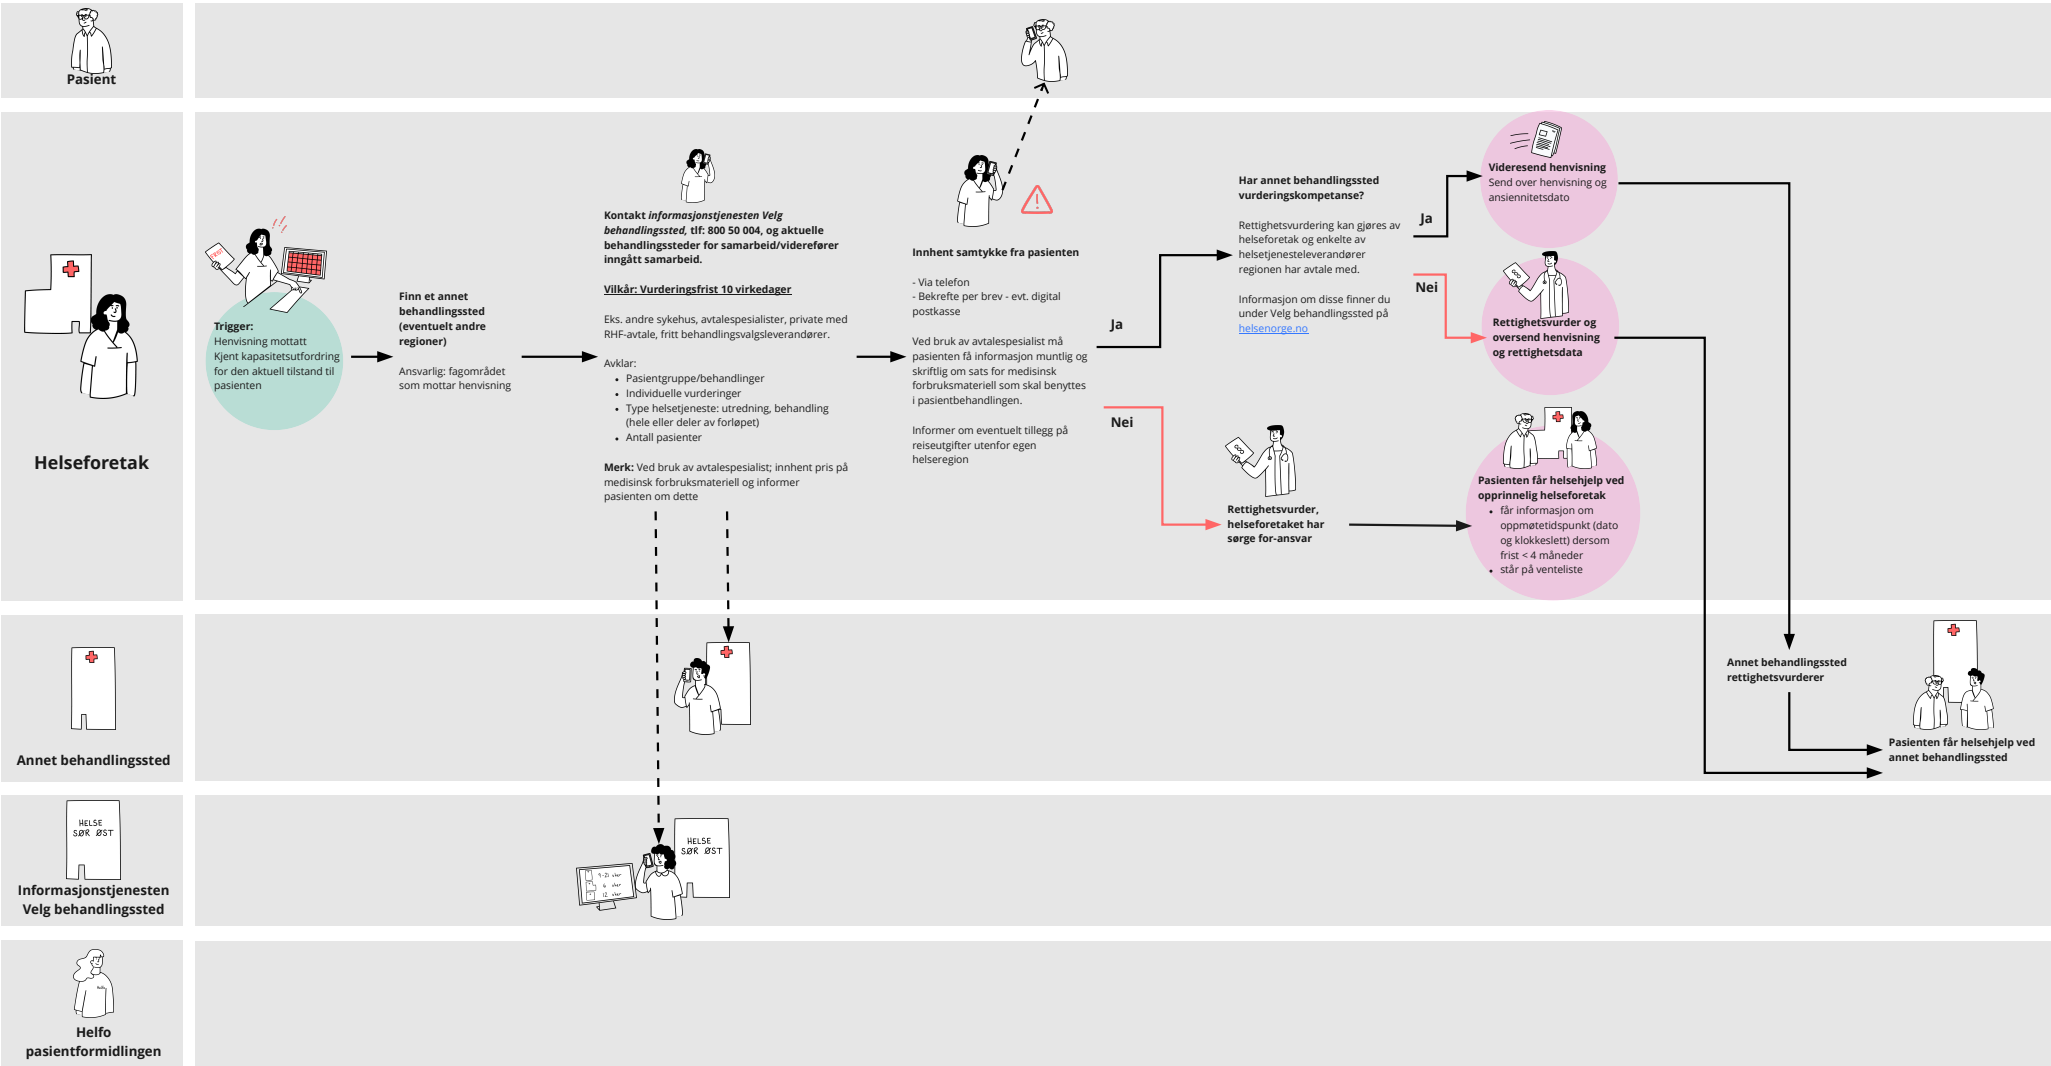 Pasient
Helseforetak
FRIST
Trigger:
Henvisning mottatt
Kjent kapasitetsutfordring
for den aktuell tilstand til
pasienten
Finn et annet
behandlingssted
(eventuelt andre
regioner)
Ansvarlig: fagområdet
som mottar henvisning
Kontakt informasjonstjenesten Velg
behandlingssted, tlf: 800 50 004, og aktuelle
behandlingssteder for samarbeid/viderefører
inngått samarbeid.
Vilkår: Vurderingsfrist 10 virkedager
Eks. andre sykehus, avtalespesialister, private med
RHF-avtale, fritt behandlingsvalgsleverandører.
Avklar:
• Pasientgruppe/behandlinger
• Individuelle vurderinger
• Type helsetjeneste: utredning, behandling
(hele eller deler av forløpet)
• Antall pasienter
Merk: Ved bruk av avtalespesialist; innhent pris på
medisinsk forbruksmateriell og informer
pasienten om dette
Innhent samtykke fra pasienten
- Via telefon
- Bekrefte per brev - evt. digital
postkasse
Ved bruk av avtalespesialist må
pasienten få informasjon muntlig og
skriftlig om sats for medisinsk
forbruksmateriell som skal benyttes
i pasientbehandlingen.
Informer om eventuelt tillegg på
reiseutgifter utenfor egen
helseregion
Ja
Nei
Har annet behandlingssted
vurderingskompetanse?
Rettighetsvurdering kan gjøres av
helseforetak og enkelte av
helsetjenesteleverandører
regionen har avtale med.
Informasjon om disse finner du
under Velg behandlingssted på
helsenorge.no
Ja
Nei
Videresend henvisning
Send over henvisning og
ansiennitetsdato
Rettighetsvurder og
oversend henvisning
og rettighetsdata
Rettighetsvurder,
helseforetaket har
sørge for-ansvar
Pasienten får helsehjelp ved
opprinnelig helseforetak
• får informasjon om
oppmøtetidspunkt (dato
og klokkeslett) dersom
frist < 4 måneder
• står på venteliste
Annet behandlingssted
Annet behandlingssted
rettighetsvurderer
Pasienten får helsehjelp ved
annet behandlingssted
HELSE
SØR ØST
Informasjonstjenesten
Velg behandlingssted
HELSE
SØR ØST
Helfo
pasientformidlingen